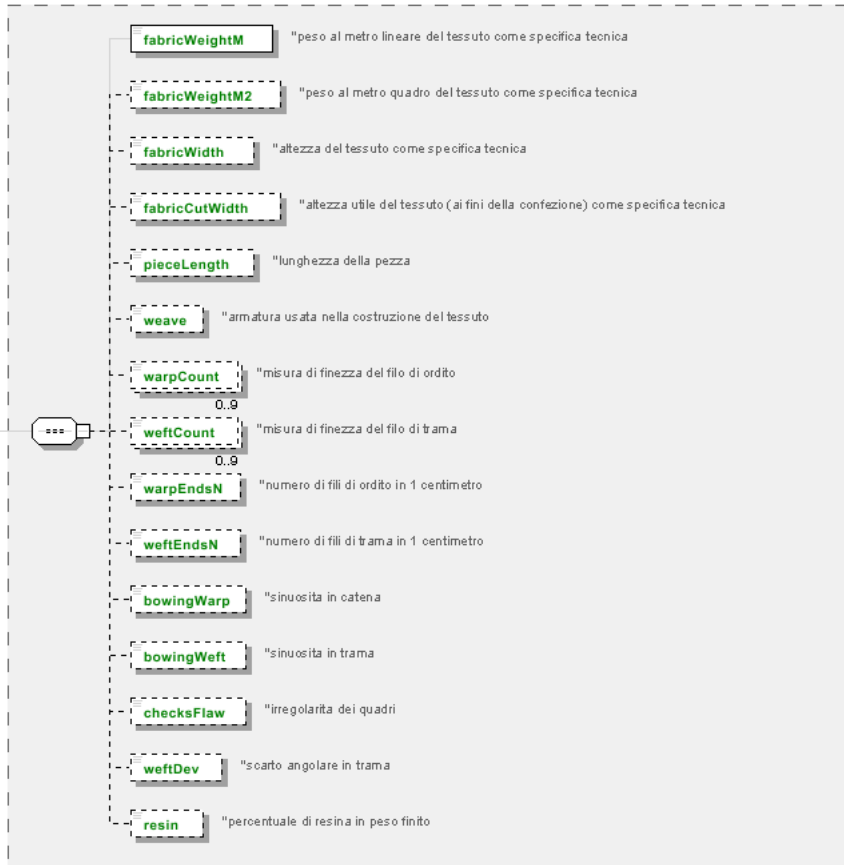 fabricWeightM "peso al metro lineare del tessuto come specifica tecnica
fabricWeightM2 "peso al metro quadro del tessuto come specifica tecnica
fabricWidth "altezza del tessuto come specifica tecnica
fabricCutWidth "altezza utile del tessuto (ai fini della confezione) come specifica tecnica
pieceLength "lunghezza della pezza
weave "armatura usata nella costruzione del tessuto
warpCount "misura di finezza del filo di ordito
0..9
weftCount "misura di finezza del filo di trama
0..9
warpEndsN "numero di fili di ordito in 1 centimetro
weftEndsN "numero di fili di trama in 1 centimetro
bowingWarp "sinuosita in catena
bowingWeft "sinuosita in trama
checksFlaw "irregolarita dei quadri
weftDev "scarto angolare in trama
resin "percentuale di resina in peso finito